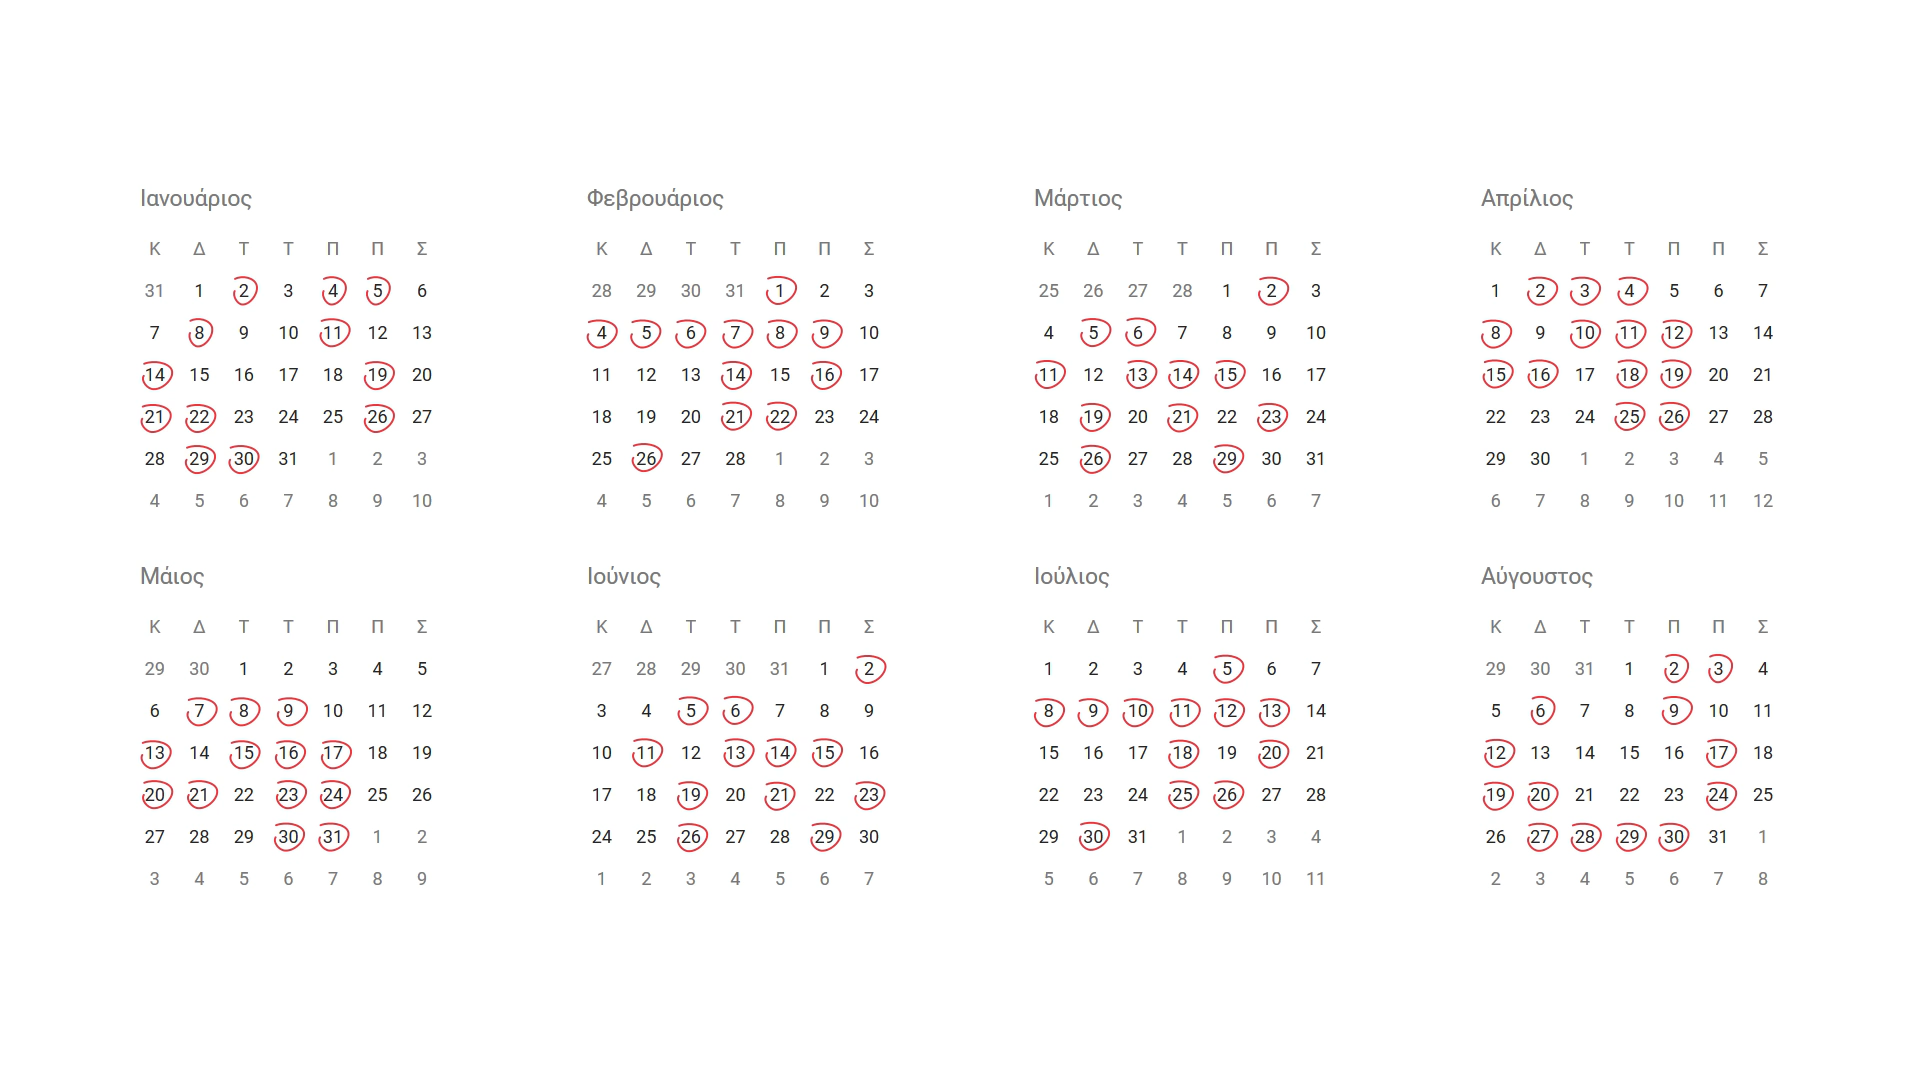 Ιανουάριος
Κ Δ Τ Τ Π Π Σ
31 1 2 3 4 5 6
7 8 9 10 11 12 13
14 15 16 17 18 19 20
21 22 23 24 25 26 27
28 29 30 31 1 2 3
4 5 6 7 8 9 10
Φεβρουάριος
Κ Δ Τ Τ Π Π Σ
28 29 30 31 1 2 3
4 5 6 7 8 9 10
11 12 13 14 15 16 17
18 19 20 21 22 23 24
25 26 27 28 1 2 3
4 5 6 7 8 9 10
Μάρτιος
Κ Δ Τ Τ Π Π Σ
25 26 27 28 1 2 3
4 5 6 7 8 9 10
11 12 13 14 15 16 17
18 19 20 21 22 23 24
25 26 27 28 29 30 31
1 2 3 4 5 6 7
Απρίλιος
Κ Δ Τ Τ Π Π Σ
1 2 3 4 5 6 7
8 9 10 11 12 13 14
15 16 17 18 19 20 21
22 23 24 25 26 27 28
29 30 1 2 3 4 5
6 7 8 9 10 11 12
Μάιος
Κ Δ Τ Τ Π Π Σ
29 30 1 2 3 4 5
6 7 8 9 10 11 12
13 14 15 16 17 18 19
20 21 22 23 24 25 26
27 28 29 30 31 1 2
3 4 5 6 7 8 9
Ιούνιος
Κ Δ Τ Τ Π Π Σ
27 28 29 30 31 1 2
3 4 5 6 7 8 9
10 11 12 13 14 15 16
17 18 19 20 21 22 23
24 25 26 27 28 29 30
1 2 3 4 5 6 7
Ιούλιος
Κ Δ Τ Τ Π Π Σ
1 2 3 4 5 6 7
8 9 10 11 12 13 14
15 16 17 18 19 20 21
22 23 24 25 26 27 28
29 30 31 1 2 3 4
5 6 7 8 9 10 11
Αύγουστος
Κ Δ Τ Τ Π Π Σ
29 30 31 1 2 3 4
5 6 7 8 9 10 11
12 13 14 15 16 17 18
19 20 21 22 23 24 25
26 27 28 29 30 31 1
2 3 4 5 6 7 8